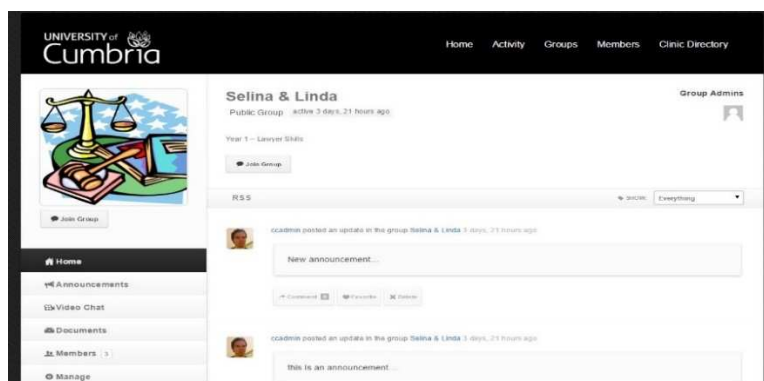 UNIVERSITY of
Cumbria
Home Activity Groups Members Clinic Directory
Selina & Linda
Group Admins
Public Group active 3 days, 21 hours ago
Year 1 – Lawyer Skills
Join Group
RSS
Everything
Join Group
ccadmin posted an update in the group Selina & Linda 3 days, 21 hours ago
New announcement...
Home
Announcements
Comment Favorite Delete
Video Chat
Documents
ccadmin posted an update in the group Selina & Linda 3 days, 21 hours ago
Members 3
this is an announcement...
Manage